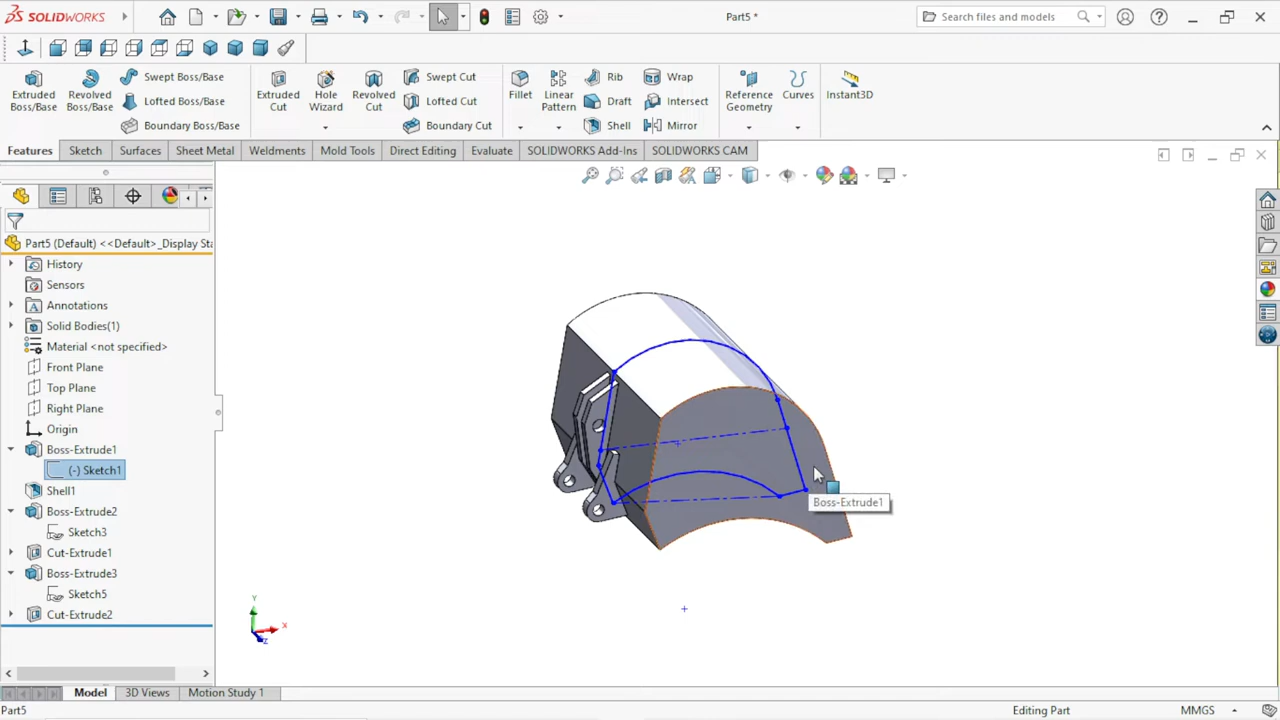 SOLIDWORKS
Part5 *
Search files and models
Extruded Boss/Base
Revolved Boss/Base
Swept Boss/Base
Lofted Boss/Base
Boundary Boss/Base
Extruded Cut
Hole Wizard
Revolved Cut
Swept Cut
Lofted Cut
Boundary Cut
Fillet
Linear Pattern
Rib
Draft
Shell
Wrap
Intersect
Mirror
Reference Geometry
Curves
Instant3D
Features
Sketch
Surfaces
Sheet Metal
Weldments
Mold Tools
Direct Editing
Evaluate
SOLIDWORKS Add-Ins
SOLIDWORKS CAM
Part5 (Default) <<Default>_Display Sta
History
Sensors
Annotations
Solid Bodies(1)
Material <not specified>
Front Plane
Top Plane
Right Plane
Origin
Boss-Extrude1
(-) Sketch1
Shell1
Boss-Extrude2
Sketch3
Cut-Extrude1
Boss-Extrude3
Sketch5
Cut-Extrude2
Boss-Extrude1
Y
X
Z
Model
3D Views
Motion Study 1
Part5
Editing Part
MMGS